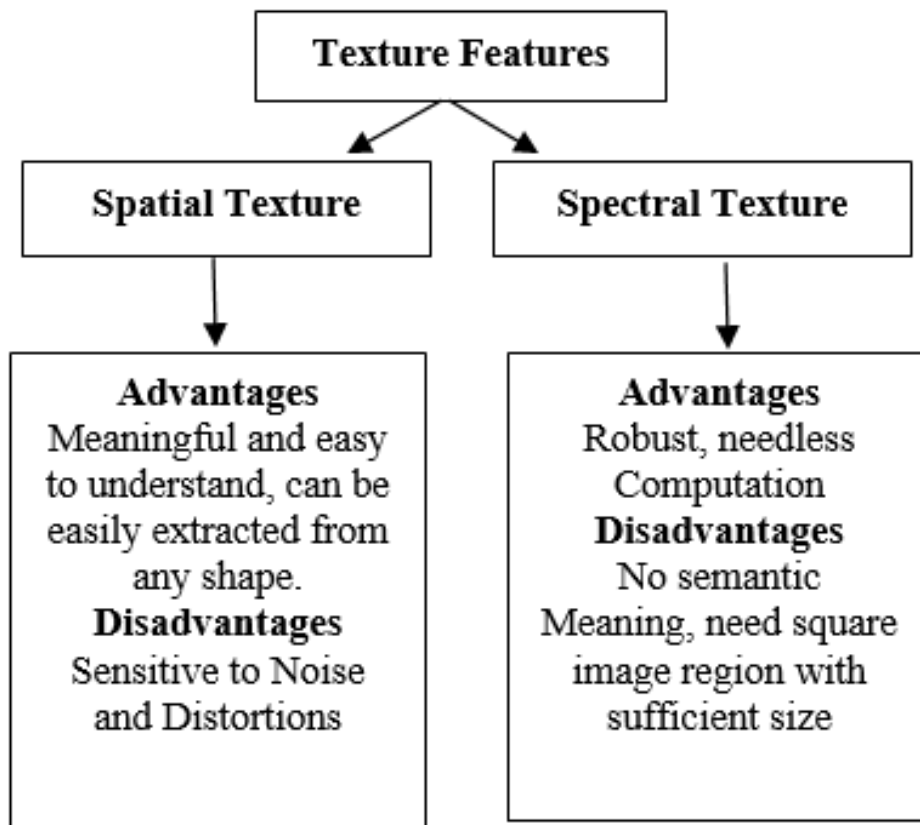 Texture Features
Spatial Texture
Spectral Texture
Advantages
Meaningful and easy
to understand, can be
easily extracted from
any shape.
Disadvantages
Sensitive to Noise
and Distortions
Advantages
Robust, needless
Computation
Disadvantages
No semantic
Meaning, need square
image region with
sufficient size